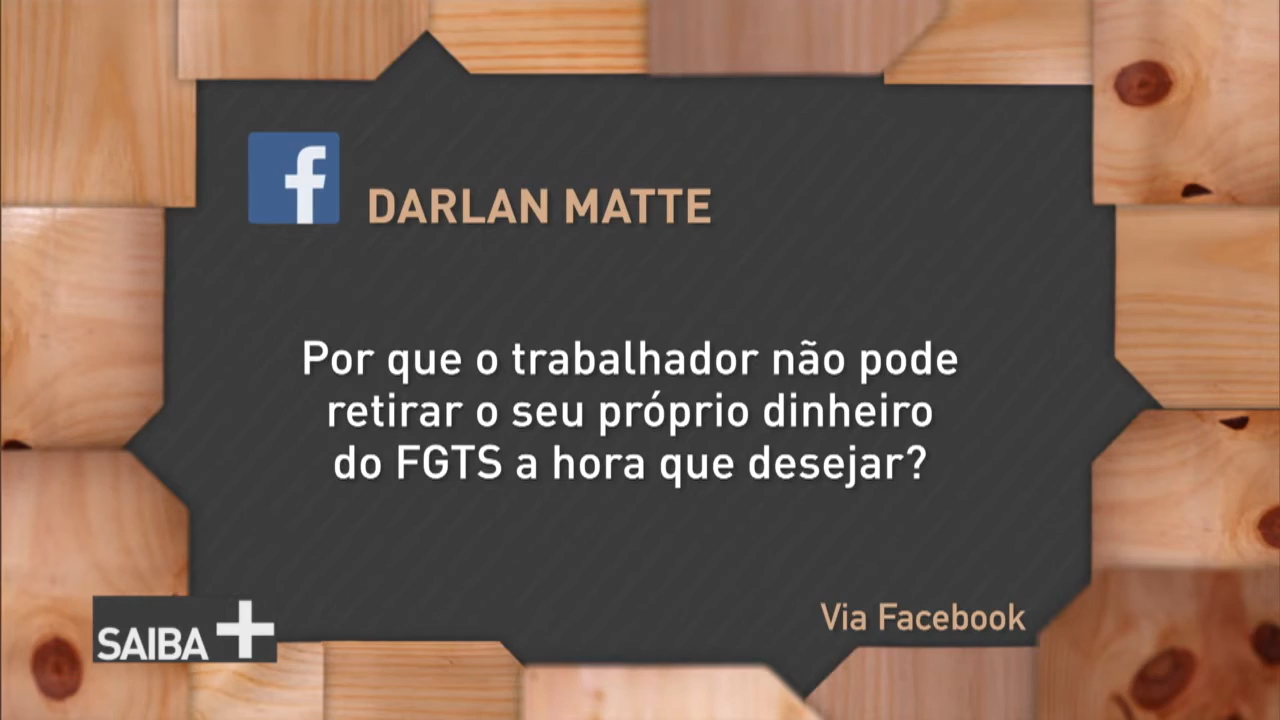 DARLAN MATTE
Por que o trabalhador não pode
retirar o seu próprio dinheiro
do FGTS a hora que desejar?
Via Facebook
SAIBA+